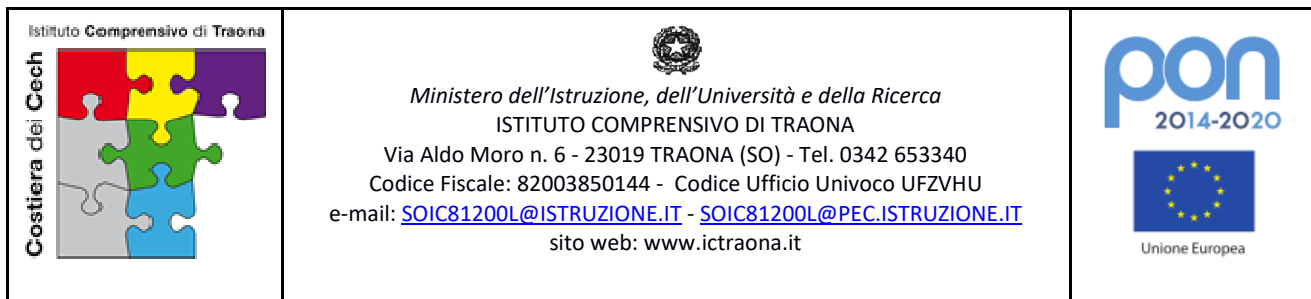 Istituto Comprensivo di Traona
Costiera dei Cech
Ministero dell'Istruzione, dell'Università e della Ricerca
ISTITUTO COMPRENSIVO DI TRAONA
Via Aldo Moro n. 6 - 23019 TRAONA (SO) - Tel. 0342 653340
Codice Fiscale: 82003850144 - Codice Ufficio Univoco UFZVHU
e-mail: SOIC81200L@ISTRUZIONE.IT - SOIC81200L@PEC.ISTRUZIONE.IT
sito web: www.ictraona.it
pon
2014-2020
Unione Europea